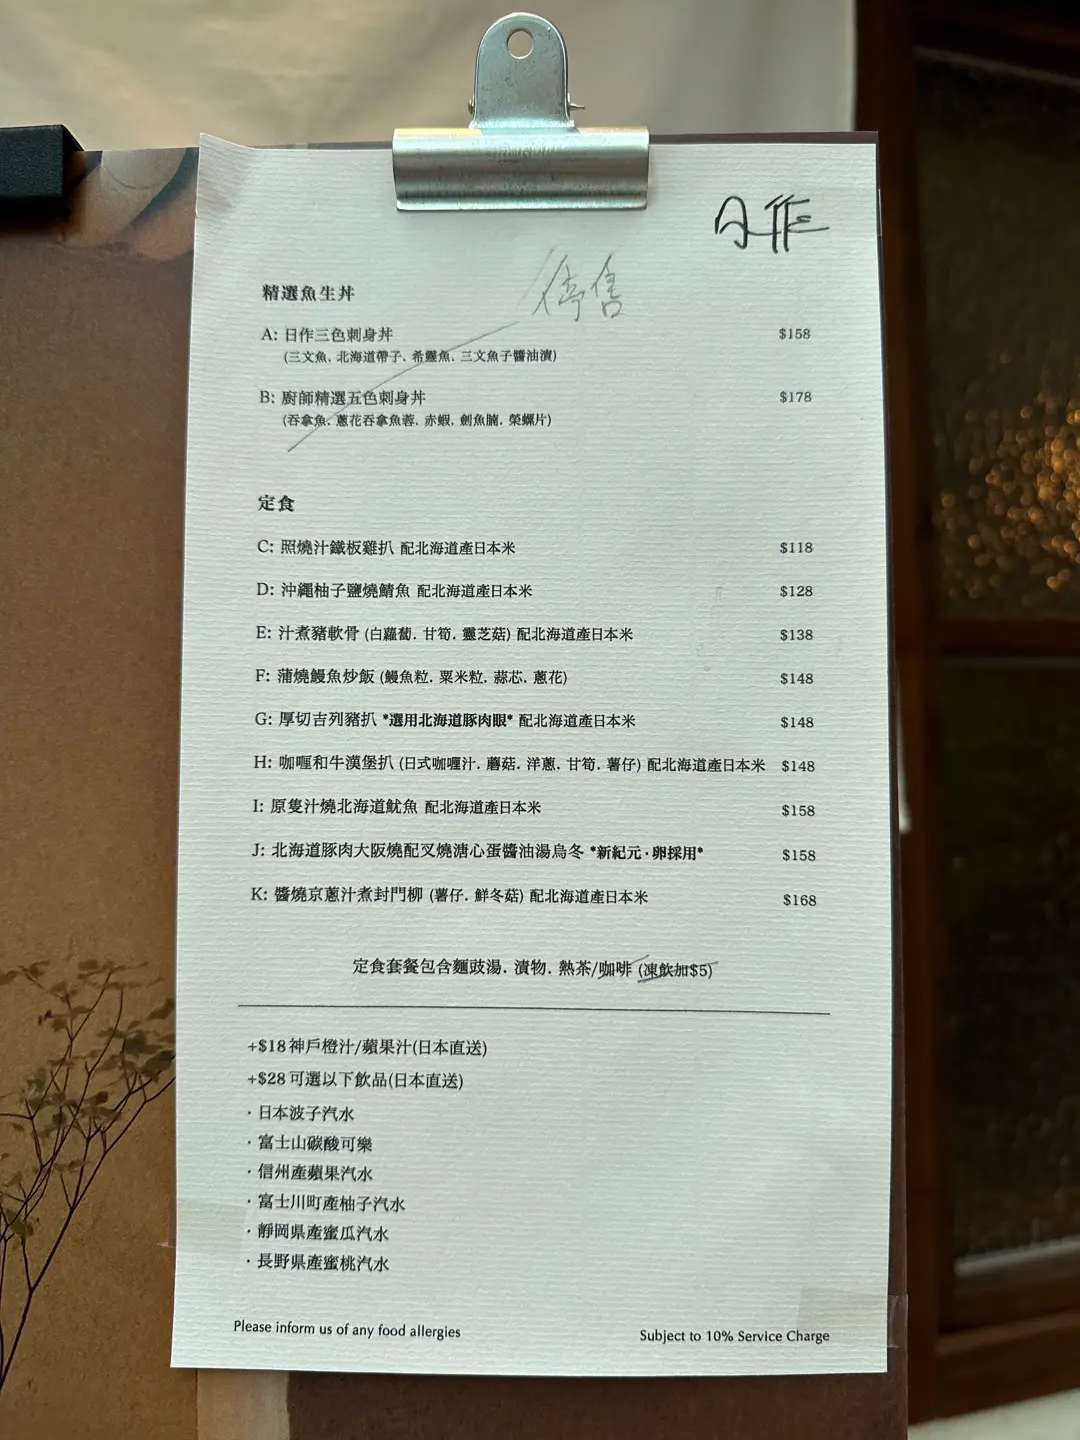 日作
停售
精選魚生丼
A: 日作三色刺身丼 $158
(三文魚. 北海道帶子. 希靈魚. 三文魚子醬油漬)
B: 廚師精選五色刺身丼 $178
(吞拿魚. 蔥花吞拿魚蓉. 赤蝦. 劍魚腩. 榮螺片)
定食
C: 照燒汁鐵板雞扒 配北海道產日本米 $118
D: 沖繩柚子鹽燒鯖魚 配北海道產日本米 $128
E: 汁煮豬軟骨 (白蘿蔔. 甘筍. 靈芝菇) 配北海道產日本米 $138
F: 蒲燒鰻魚炒飯 (鰻魚粒. 粟米粒. 蒜芯. 蔥花) $148
G: 厚切吉列豬扒 *選用北海道豚肉眼* 配北海道產日本米 $148
H: 咖喱和牛漢堡扒 (日式咖喱汁. 蘑菇. 洋蔥. 甘筍. 薯仔) 配北海道產日本米 $148
I: 原隻汁燒北海道魷魚 配北海道產日本米 $158
J: 北海道豚肉大阪燒配叉燒溏心蛋醬油湯烏冬 *新紀元·卵採用* $158
K: 醬燒京蔥汁煮封門柳 (薯仔. 鮮冬菇) 配北海道產日本米 $168
定食套餐包含麵豉湯. 漬物. 熱茶/咖啡 (凍飲加$5)
+$18 神戶橙汁/蘋果汁(日本直送)
+$28 可選以下飲品(日本直送)
· 日本波子汽水
· 富士山碳酸可樂
· 信州產蘋果汽水
· 富士川町產柚子汽水
· 靜岡県產蜜瓜汽水
· 長野県產蜜桃汽水
Please inform us of any food allergies
Subject to 10% Service Charge